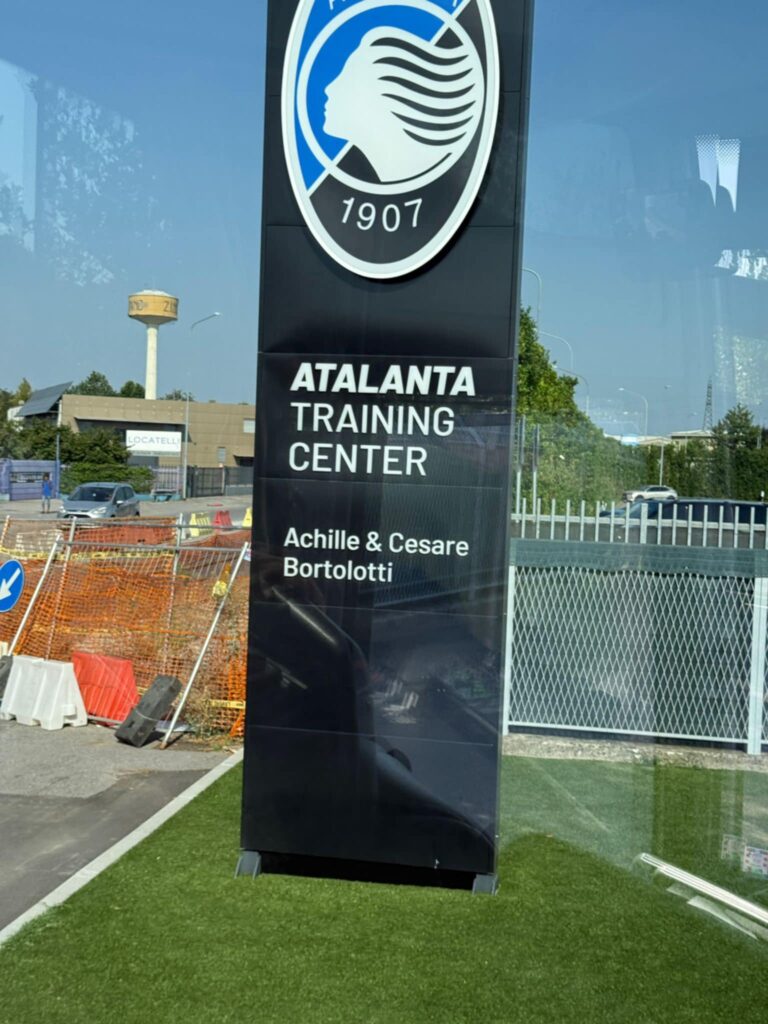 1907
ATALANTA
TRAINING
CENTER
Achille & Cesare
Bortolotti
LOCATELLI